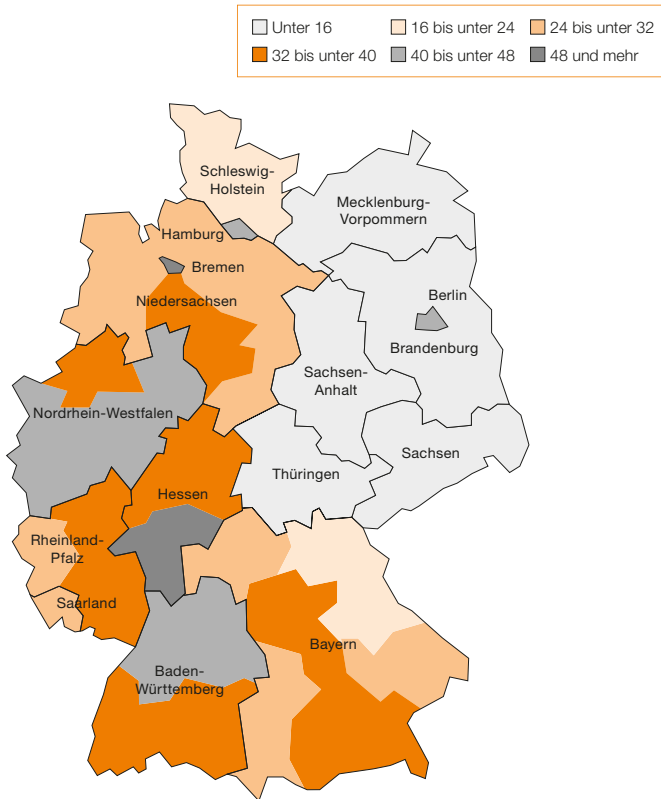 Unter 16
16 bis unter 24
24 bis unter 32
32 bis unter 40
40 bis unter 48
48 und mehr
Schleswig-
Holstein
Mecklenburg-
Vorpommern
Hamburg
Bremen
Niedersachsen
Berlin
Brandenburg
Sachsen-
Anhalt
Nordrhein-Westfalen
Sachsen
Thüringen
Hessen
Rheinland-
Pfalz
Saarland
Bayern
Baden-
Württemberg